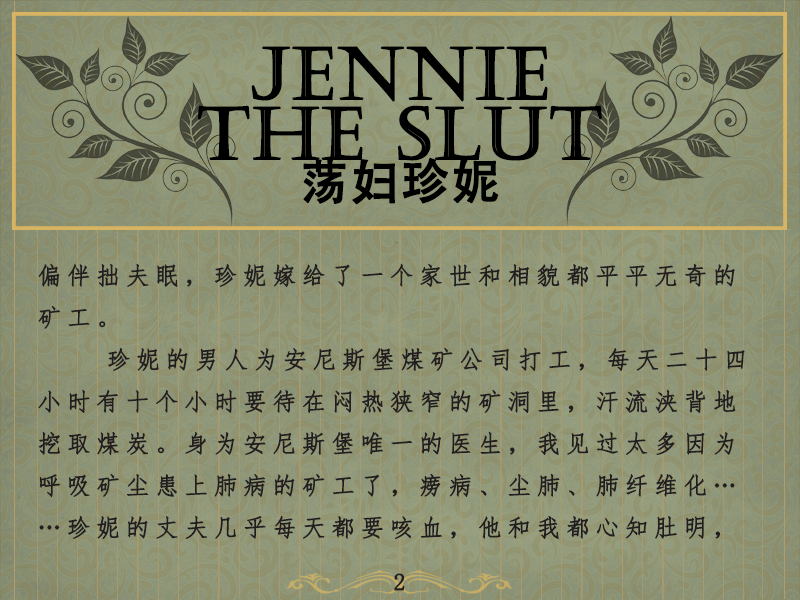 JENNIE
THE SLUT
荡妇珍妮
偏伴拙夫眠，珍妮嫁给了一个家世和相貌都平平无奇的
矿工。
珍妮的男人为安尼斯堡煤矿公司打工，每天二十四
小时有十个小时要待在闷热狭窄的矿洞里，汗流浃背地
挖取煤炭。身为安尼斯堡唯一的医生，我见过太多因为
呼吸矿尘患上肺病的矿工了，痨病、尘肺、肺纤维化…
…珍妮的丈夫几乎每天都要咳血，他和我都心知肚明，
2